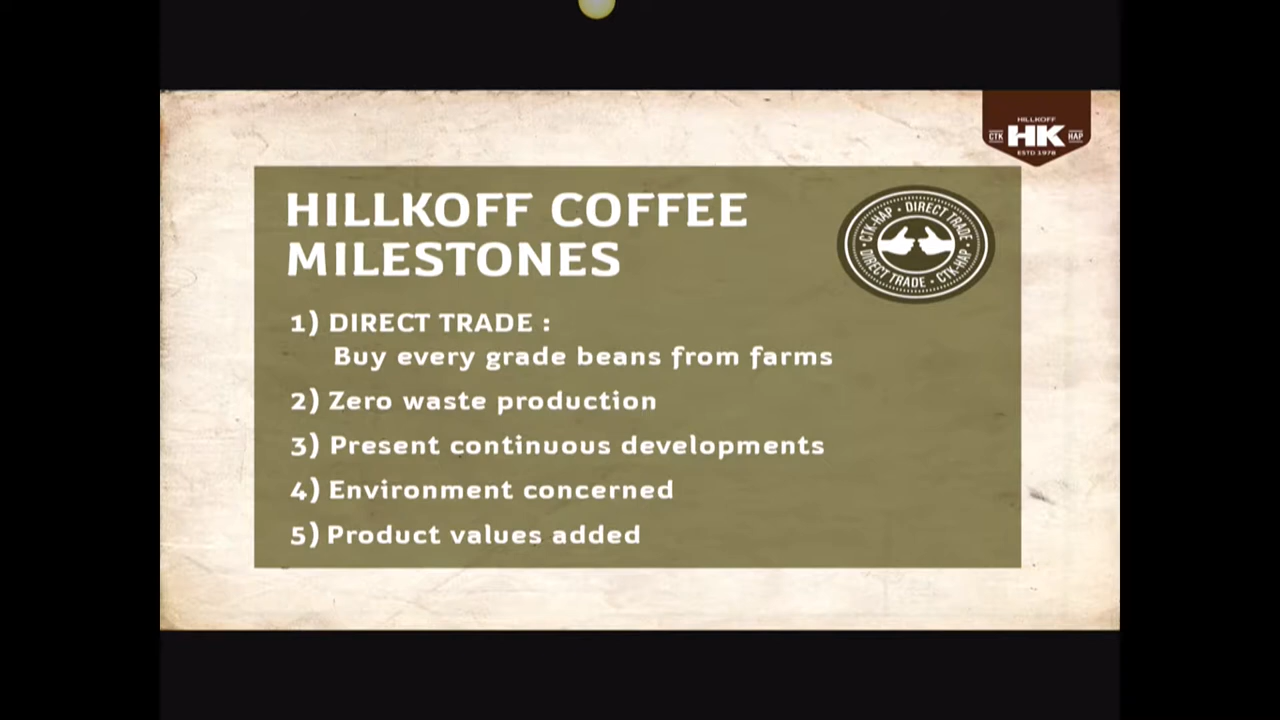 HILLKOFF
CTK HK HAP
ESTD 1978
HILLKOFF COFFEE
MILESTONES
CTK-HAP • DIRECT TRADE •
CTK-HAP • DIRECT TRADE •
1) DIRECT TRADE :
Buy every grade beans from farms
2) Zero waste production
3) Present continuous developments
4) Environment concerned
5) Product values added